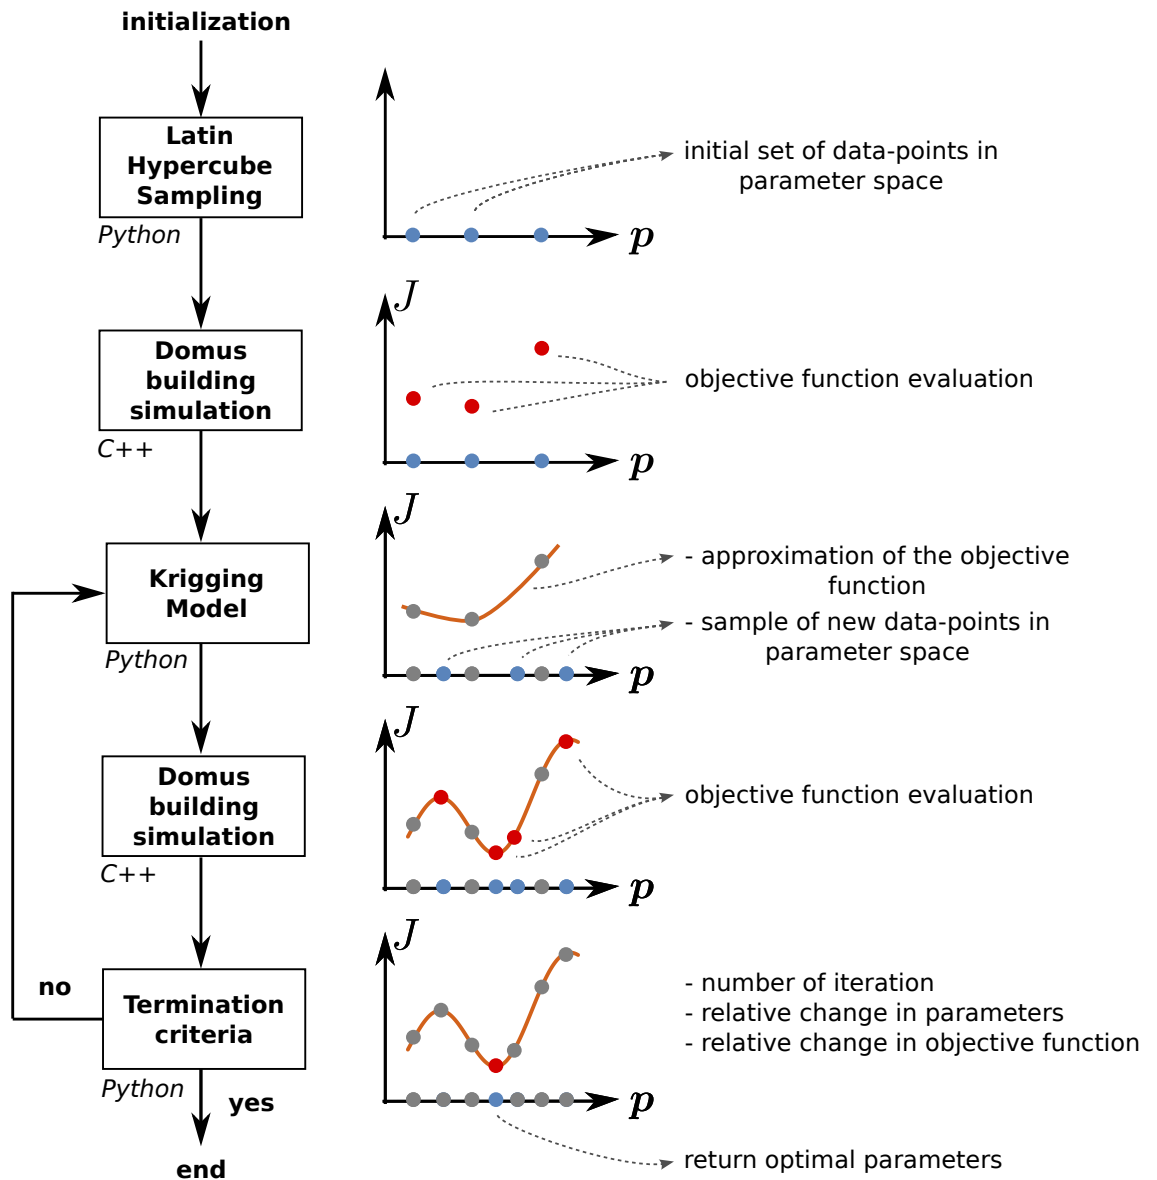 initialization
Latin
Hypercube
Sampling
Python
initial set of data-points in
parameter space
p
Domus
building
simulation
C++
J
objective function evaluation
p
Krigging
Model
Python
J
- approximation of the objective
function
- sample of new data-points in
parameter space
p
Domus
building
simulation
C++
J
objective function evaluation
p
no
Termination
criteria
Python
yes
end
J
- number of iteration
- relative change in parameters
- relative change in objective function
p
return optimal parameters